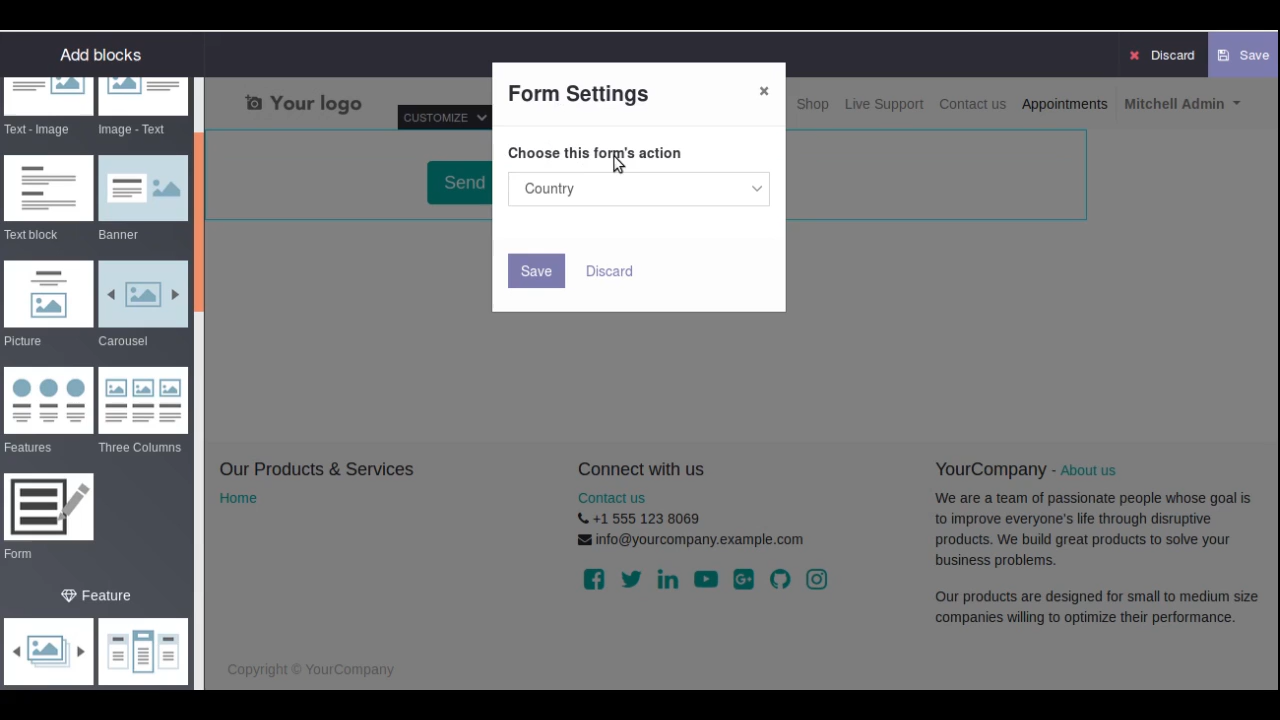 Add blocks
Discard
Save
Text - Image
Image - Text
Text block
Banner
Picture
Carousel
Features
Three Columns
Form
Feature
Your logo
CUSTOMIZE
Shop
Live Support
Contact us
Appointments
Mitchell Admin
Send
Form Settings
×
Choose this form's action
Country
Save
Discard
Our Products & Services
Home
Connect with us
Contact us
+1 555 123 8069
info@yourcompany.example.com
YourCompany - About us
We are a team of passionate people whose goal is
to improve everyone's life through disruptive
products. We build great products to solve your
business problems.
Our products are designed for small to medium size
companies willing to optimize their performance.
Copyright © YourCompany